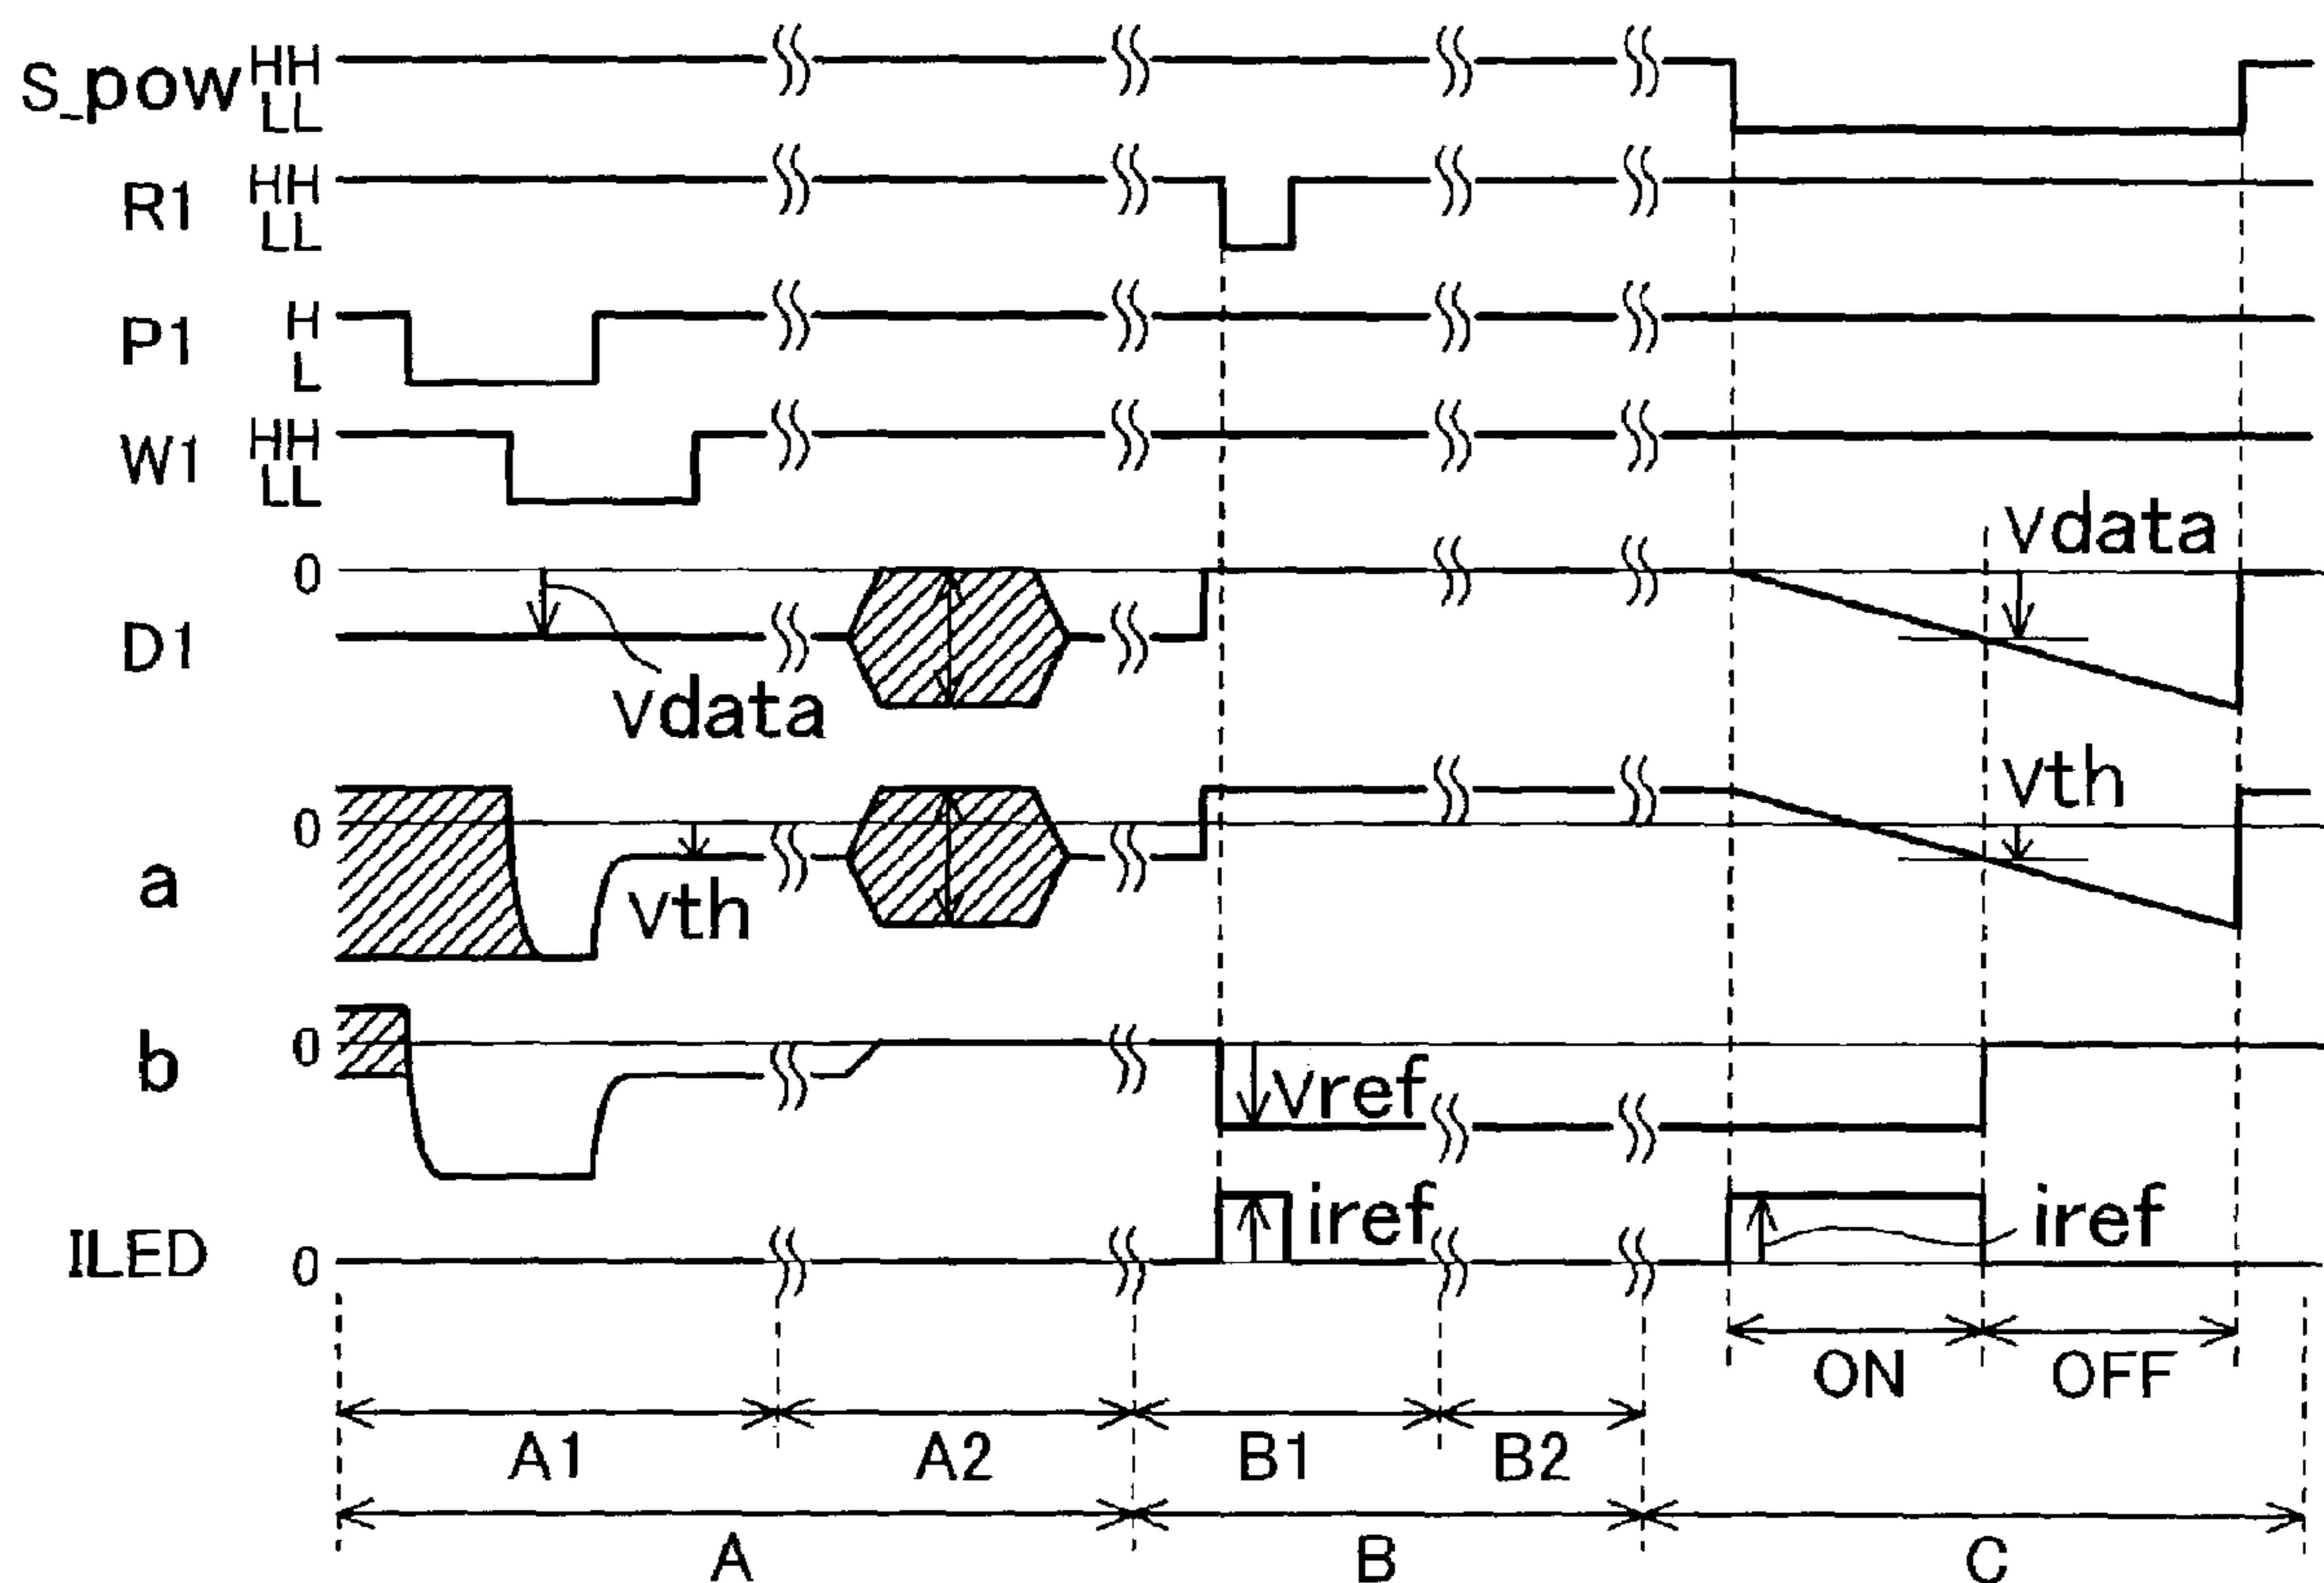 S_pow HH
LL
R1 HH
LL
P1 H
L
W1 HH
LL
0
D1
Vdata
Vdata
0
a
Vth
Vth
0
b
Vref
ILED 0
iref
iref
ON OFF
A1 A2 B1 B2
A B C